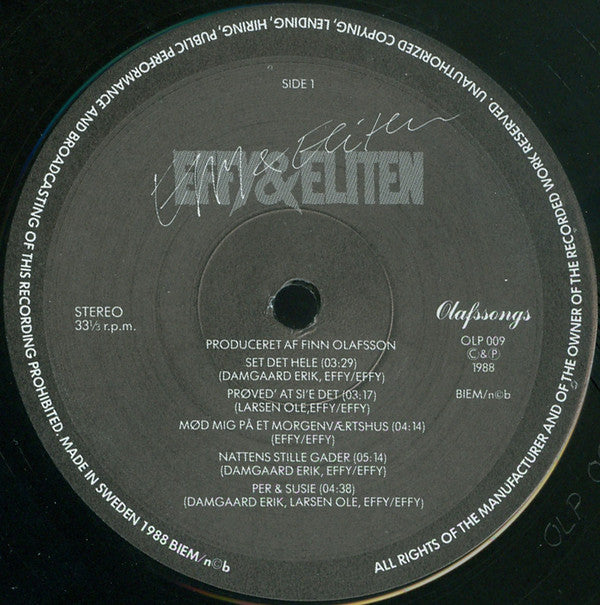 ALL RIGHTS OF THE MANUFACTURER AND OF THE OWNER OF THE RECORDED WORK RESERVED. UNAUTHORIZED COPYING, LENDING, HIRING, PUBLIC PERFORMANCE AND BROADCASTING OF THIS RECORDING PROHIBITED. MADE IN SWEDEN 1988 BIEM/n©b
SIDE 1
& Eliten
EFFY&ELITEN
STEREO
33⅓ r.p.m.
Olafssongs
OLP 009
Ⓒ & Ⓟ
1988
BIEM/n©b
PRODUCERET AF FINN OLAFSSON
SET DET HELE (03:29)
(DAMGAARD ERIK, EFFY/EFFY)
PRØVED' AT SI'E DET (03:17)
(LARSEN OLE,EFFY/EFFY)
MØD MIG PÅ ET MORGENVÆRTSHUS (04:14)
(EFFY/EFFY)
NATTENS STILLE GADER (05:14)
(DAMGAARD ERIK, EFFY/EFFY)
PER & SUSIE (04:38)
(DAMGAARD ERIK, LARSEN OLE, EFFY/EFFY)
OLP